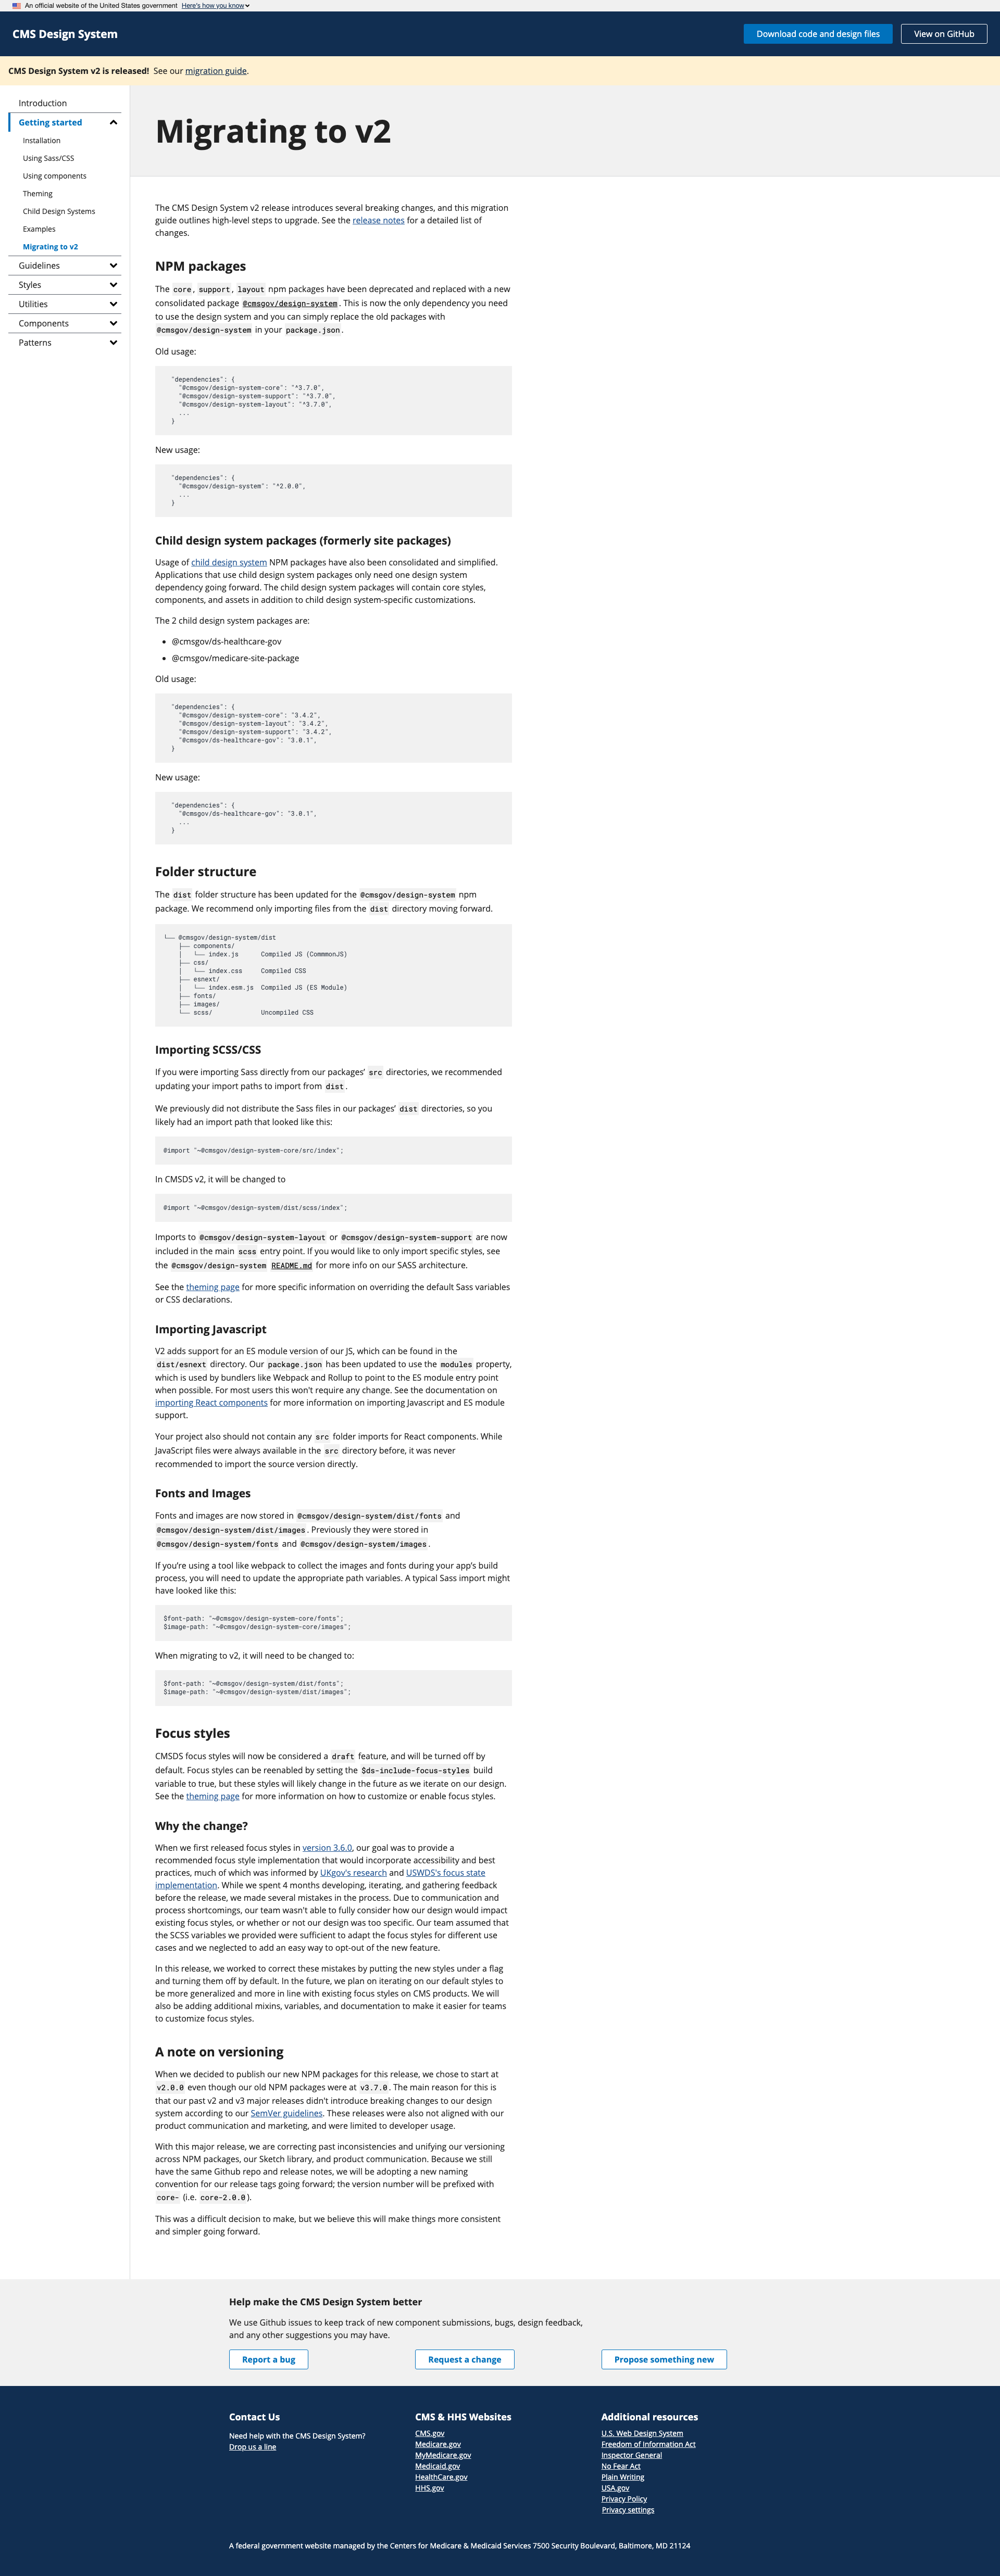 An official website of the United States government Here's how you know
CMS Design System
Download code and design files
View on GitHub
CMS Design System v2 is released! See our migration guide.
Introduction
Getting started
Installation
Using Sass/CSS
Using components
Theming
Child Design Systems
Examples
Migrating to v2
Guidelines
Styles
Utilities
Components
Patterns
Migrating to v2
The CMS Design System v2 release introduces several breaking changes, and this migration
guide outlines high-level steps to upgrade. See the release notes for a detailed list of
changes.
NPM packages
The core, support, layout npm packages have been deprecated and replaced with a new
consolidated package @cmsgov/design-system. This is now the only dependency you need
to use the design system and you can simply replace the old packages with
@cmsgov/design-system in your package.json.
Old usage:
"dependencies": {
"@cmsgov/design-system-core": "^3.7.0",
"@cmsgov/design-system-support": "^3.7.0",
"@cmsgov/design-system-layout": "^3.7.0",
...
}
New usage:
"dependencies": {
"@cmsgov/design-system": "^2.0.0",
...
}
Child design system packages (formerly site packages)
Usage of child design system NPM packages have also been consolidated and simplified.
Applications that use child design system packages only need one design system
dependency going forward. The child design system packages will contain core styles,
components, and assets in addition to child design system-specific customizations.
The 2 child design system packages are:
• @cmsgov/ds-healthcare-gov
• @cmsgov/medicare-site-package
Old usage:
"dependencies": {
"@cmsgov/design-system-core": "3.4.2",
"@cmsgov/design-system-layout": "3.4.2",
"@cmsgov/design-system-support": "3.4.2",
"@cmsgov/ds-healthcare-gov": "3.0.1",
}
New usage:
"dependencies": {
"@cmsgov/ds-healthcare-gov": "3.0.1",
...
}
Folder structure
The dist folder structure has been updated for the @cmsgov/design-system npm
package. We recommend only importing files from the dist directory moving forward.
└── @cmsgov/design-system/dist
├── components/
│   └── index.js      Compiled JS (CommmonJS)
├── css/
│   └── index.css     Compiled CSS
├── esnext/
│   └── index.esm.js  Compiled JS (ES Module)
├── fonts/
├── images/
└── scss/             Uncompiled CSS
Importing SCSS/CSS
If you were importing Sass directly from our packages’ src directories, we recommended
updating your import paths to import from dist.
We previously did not distribute the Sass files in our packages’ dist directories, so you
likely had an import path that looked like this:
@import "~@cmsgov/design-system-core/src/index";
In CMSDS v2, it will be changed to
@import "~@cmsgov/design-system/dist/scss/index";
Imports to @cmsgov/design-system-layout or @cmsgov/design-system-support are now
included in the main scss entry point. If you would like to only import specific styles, see
the @cmsgov/design-system README.md for more info on our SASS architecture.
See the theming page for more specific information on overriding the default Sass variables
or CSS declarations.
Importing Javascript
V2 adds support for an ES module version of our JS, which can be found in the
dist/esnext directory. Our package.json has been updated to use the modules property,
which is used by bundlers like Webpack and Rollup to point to the ES module entry point
when possible. For most users this won't require any change. See the documentation on
importing React components for more information on importing Javascript and ES module
support.
Your project also should not contain any src folder imports for React components. While
JavaScript files were always available in the src directory before, it was never
recommended to import the source version directly.
Fonts and Images
Fonts and images are now stored in @cmsgov/design-system/dist/fonts and
@cmsgov/design-system/dist/images. Previously they were stored in
@cmsgov/design-system/fonts and @cmsgov/design-system/images.
If you’re using a tool like webpack to collect the images and fonts during your app’s build
process, you will need to update the appropriate path variables. A typical Sass import might
have looked like this:
$font-path: "~@cmsgov/design-system-core/fonts";
$image-path: "~@cmsgov/design-system-core/images";
When migrating to v2, it will need to be changed to:
$font-path: "~@cmsgov/design-system/dist/fonts";
$image-path: "~@cmsgov/design-system/dist/images";
Focus styles
CMSDS focus styles will now be considered a draft feature, and will be turned off by
default. Focus styles can be reenabled by setting the $ds-include-focus-styles build
variable to true, but these styles will likely change in the future as we iterate on our design.
See the theming page for more information on how to customize or enable focus styles.
Why the change?
When we first released focus styles in version 3.6.0, our goal was to provide a
recommended focus style implementation that would incorporate accessibility and best
practices, much of which was informed by UKgov's research and USWDS's focus state
implementation. While we spent 4 months developing, iterating, and gathering feedback
before the release, we made several mistakes in the process. Due to communication and
process shortcomings, our team wasn't able to fully consider how our design would impact
existing focus styles, or whether or not our design was too specific. Our team assumed that
the SCSS variables we provided were sufficient to adapt the focus styles for different use
cases and we neglected to add an easy way to opt-out of the new feature.
In this release, we worked to correct these mistakes by putting the new styles under a flag
and turning them off by default. In the future, we plan on iterating on our default styles to
be more generalized and more in line with existing focus styles on CMS products. We will
also be adding additional mixins, variables, and documentation to make it easier for teams
to customize focus styles.
A note on versioning
When we decided to publish our new NPM packages for this release, we chose to start at
v2.0.0 even though our old NPM packages were at v3.7.0. The main reason for this is
that our past v2 and v3 major releases didn't introduce breaking changes to our design
system according to our SemVer guidelines. These releases were also not aligned with our
product communication and marketing, and were limited to developer usage.
With this major release, we are correcting past inconsistencies and unifying our versioning
across NPM packages, our Sketch library, and product communication. Because we still
have the same Github repo and release notes, we will be adopting a new naming
convention for our release tags going forward; the version number will be prefixed with
core- (i.e. core-2.0.0).
This was a difficult decision to make, but we believe this will make things more consistent
and simpler going forward.
Help make the CMS Design System better
We use Github issues to keep track of new component submissions, bugs, design feedback,
and any other suggestions you may have.
Report a bug
Request a change
Propose something new
Contact Us
Need help with the CMS Design System?
Drop us a line
CMS & HHS Websites
CMS.gov
Medicare.gov
MyMedicare.gov
Medicaid.gov
HealthCare.gov
HHS.gov
Additional resources
U.S. Web Design System
Freedom of Information Act
Inspector General
No Fear Act
Plain Writing
USA.gov
Privacy Policy
Privacy settings
A federal government website managed by the Centers for Medicare & Medicaid Services 7500 Security Boulevard, Baltimore, MD 21124